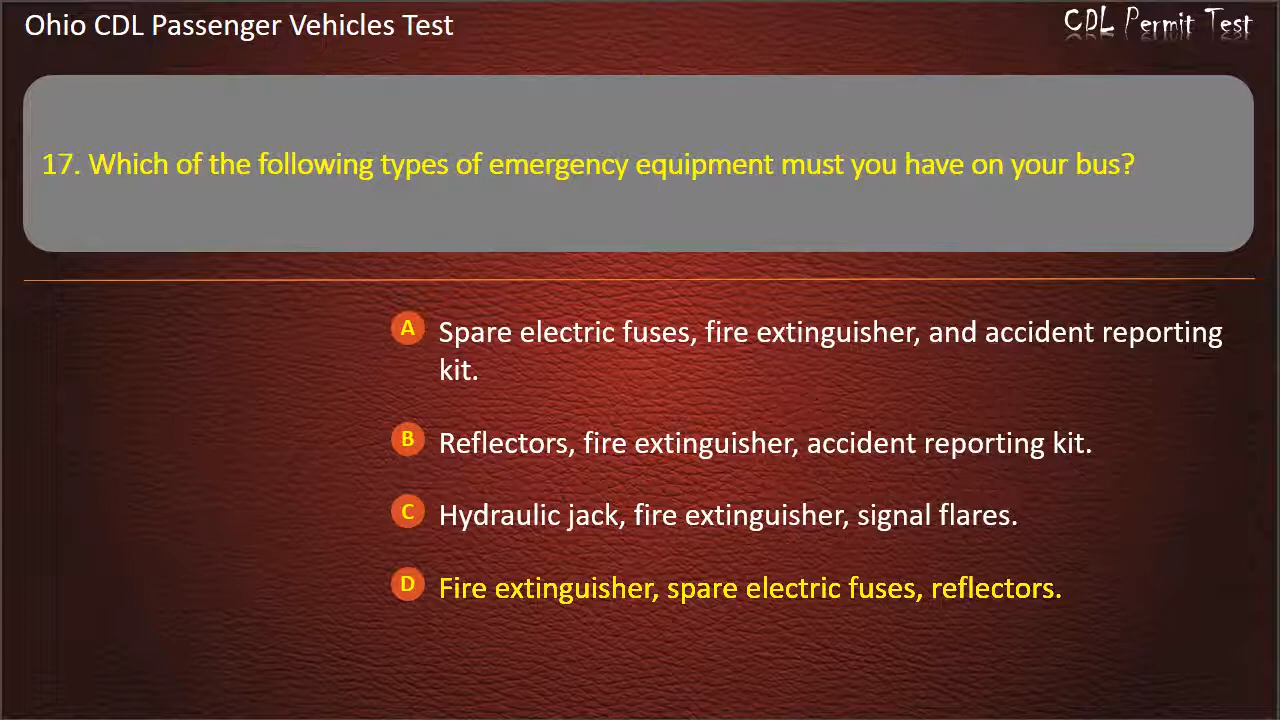 Ohio CDL Passenger Vehicles Test
CDL Permit Test
17. Which of the following types of emergency equipment must you have on your bus?
A Spare electric fuses, fire extinguisher, and accident reporting
kit.
B Reflectors, fire extinguisher, accident reporting kit.
C Hydraulic jack, fire extinguisher, signal flares.
D Fire extinguisher, spare electric fuses, reflectors.